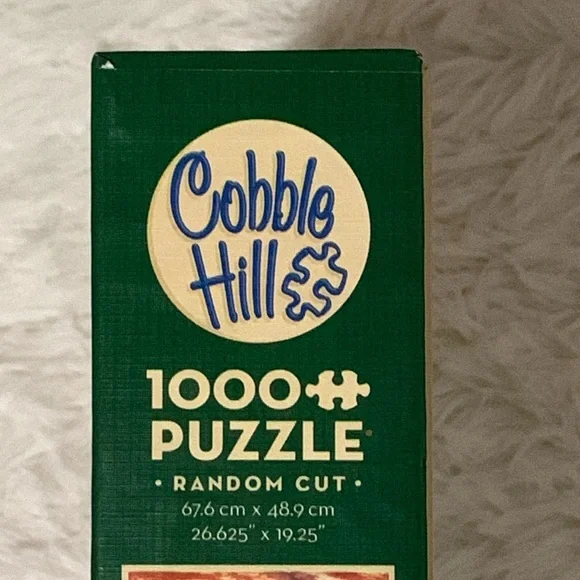 Cobble
Hill
1000
PUZZLE
• RANDOM CUT •
67.6 cm x 48.9 cm
26.625" x 19.25"